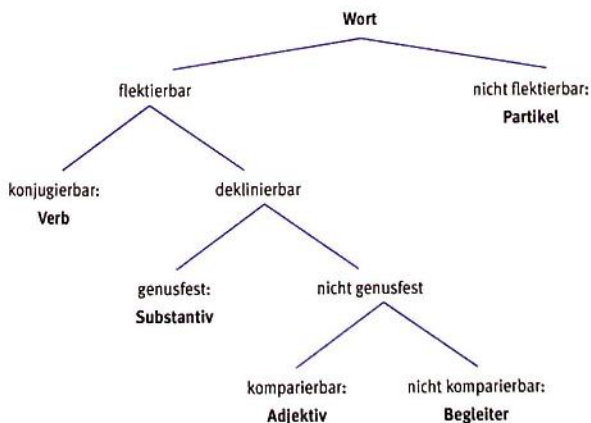 Wort
flektierbar
nicht flektierbar:
Partikel
konjugierbar:
Verb
deklinierbar
genusfest:
Substantiv
nicht genusfest
komparierbar:
Adjektiv
nicht komparierbar:
Begleiter